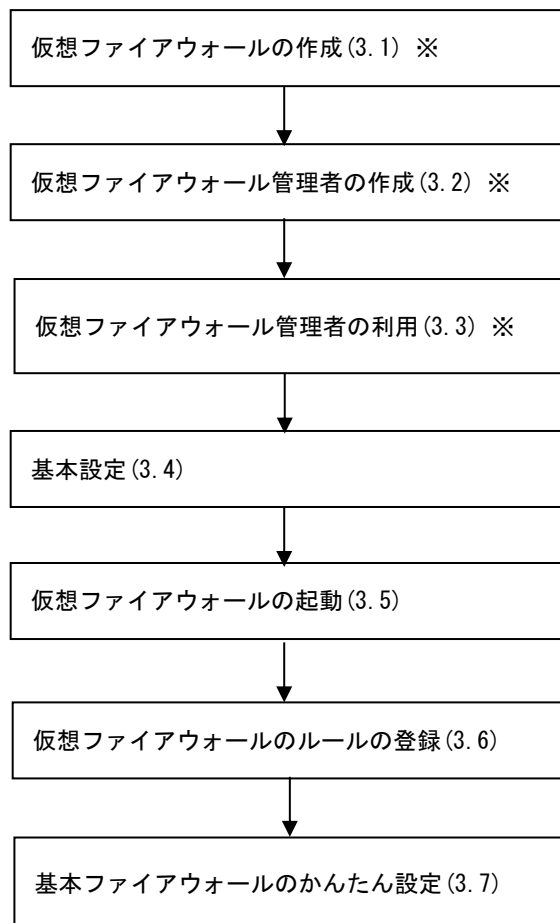 仮想ファイアウォールの作成(3.1) ※
仮想ファイアウォール管理者の作成(3.2) ※
仮想ファイアウォール管理者の利用(3.3) ※
基本設定(3.4)
仮想ファイアウォールの起動(3.5)
仮想ファイアウォールのルールの登録(3.6)
基本ファイアウォールのかんたん設定(3.7)